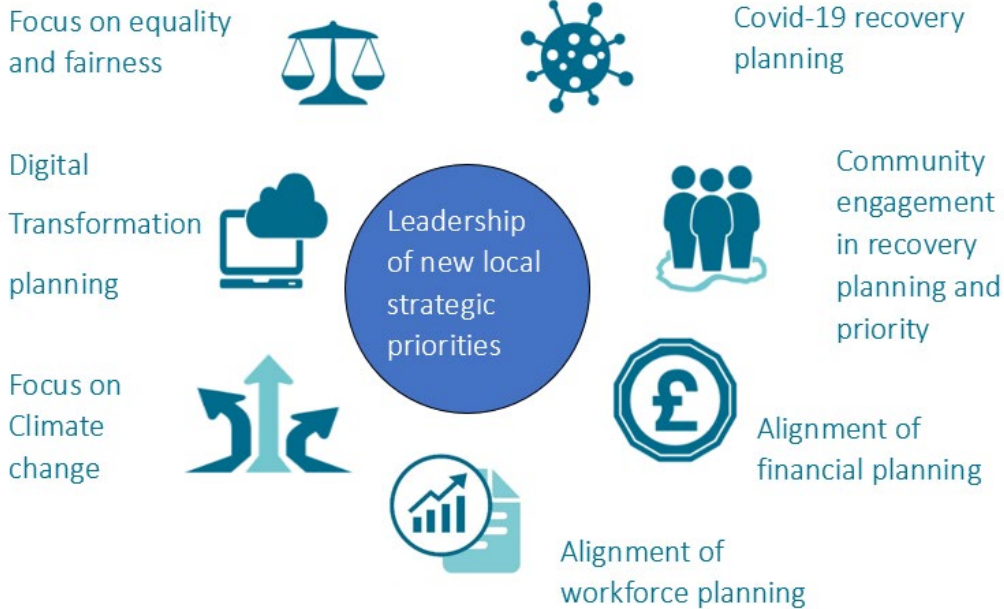 Focus on equality
and fairness
Covid-19 recovery
planning
Digital
Transformation
planning
Leadership
of new local
strategic
priorities
Community
engagement
in recovery
planning and
priority
Focus on
Climate
change
£
Alignment of
financial planning
Alignment of
workforce planning